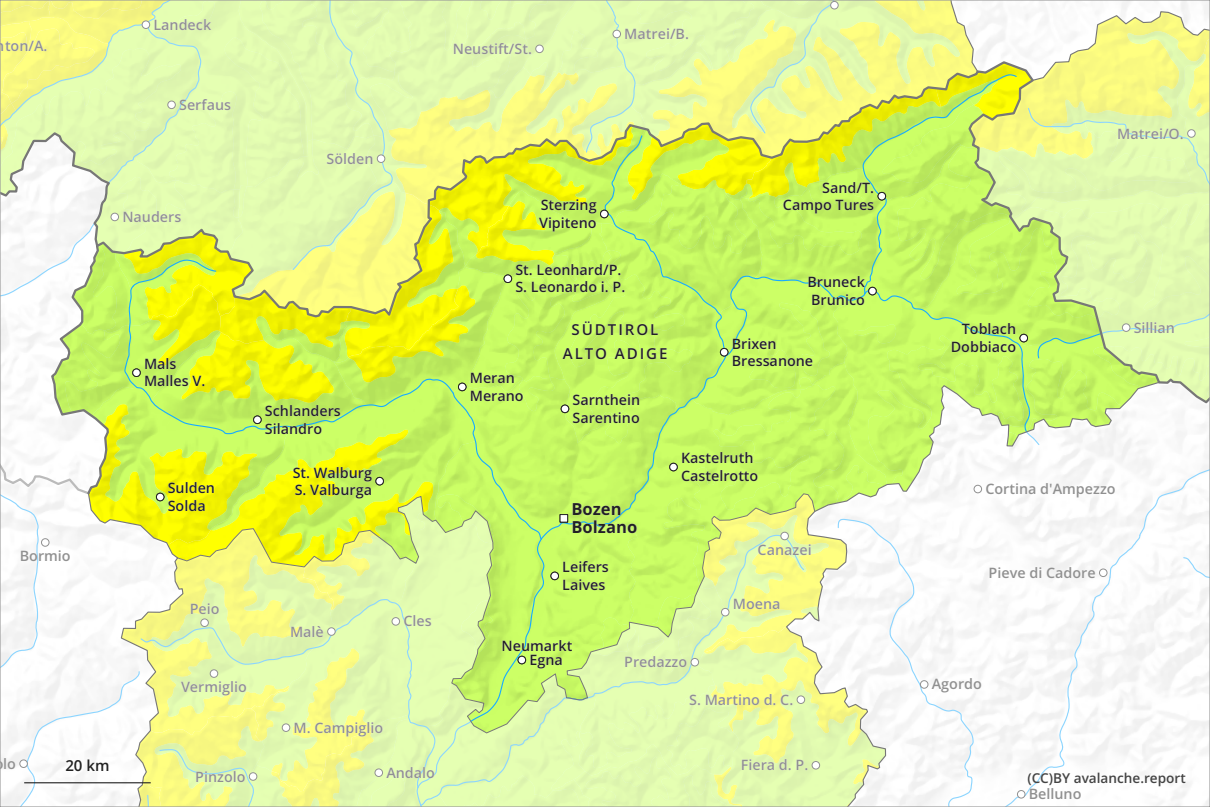 Landeck
nton/A.
Neustift/St.
Matrei/B.
Serfaus
Matrei/O.
Sölden
Sand/T.
Campo Tures
Sterzing
Vipiteno
Nauders
St. Leonhard/P.
S. Leonardo i. P.
Bruneck
Brunico
SÜDTIROL
ALTO ADIGE
Toblach
Dobbiaco
Sillian
Brixen
Bressanone
Mals
Malles V.
Meran
Merano
Sarnthein
Sarentino
Schlanders
Silandro
Kastelruth
Castelrotto
St. Walburg
S. Valburga
Sulden
Solda
Cortina d'Ampezzo
Bozen
Bolzano
Bormio
Canazei
Leifers
Laives
Pieve di Cadore
Peio
Moena
Cles
Malè
Neumarkt
Egna
Predazzo
Vermiglio
Agordo
S. Martino d. C.
M. Campiglio
olo
20 km
Pinzolo
Andalo
Fiera d. P.
(CC)BY avalanche.report
Belluno